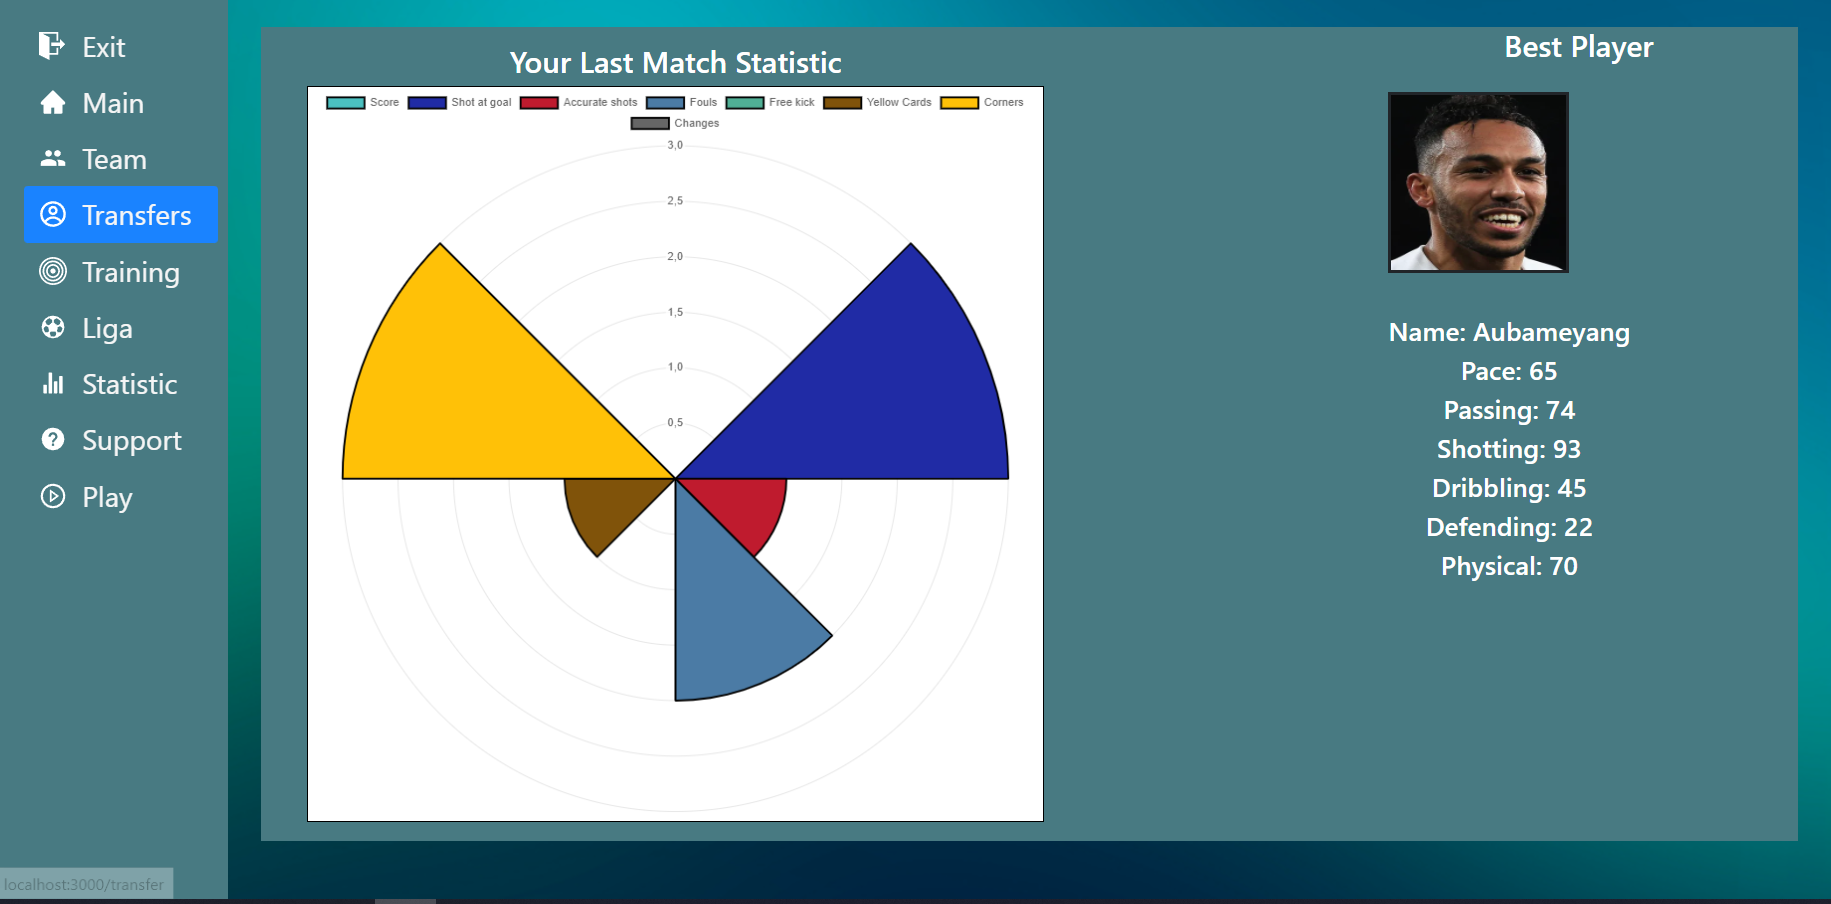 Exit
Main
Team
Transfers
Training
Liga
Statistic
Support
Play
Your Last Match Statistic
Score Shot at goal Accurate shots Fouls Free kick Yellow Cards Corners
Changes
3,0
2,5
2,0
1,5
1,0
0,5
Best Player
Name: Aubameyang
Pace: 65
Passing: 74
Shotting: 93
Dribbling: 45
Defending: 22
Physical: 70
localhost:3000/transfer